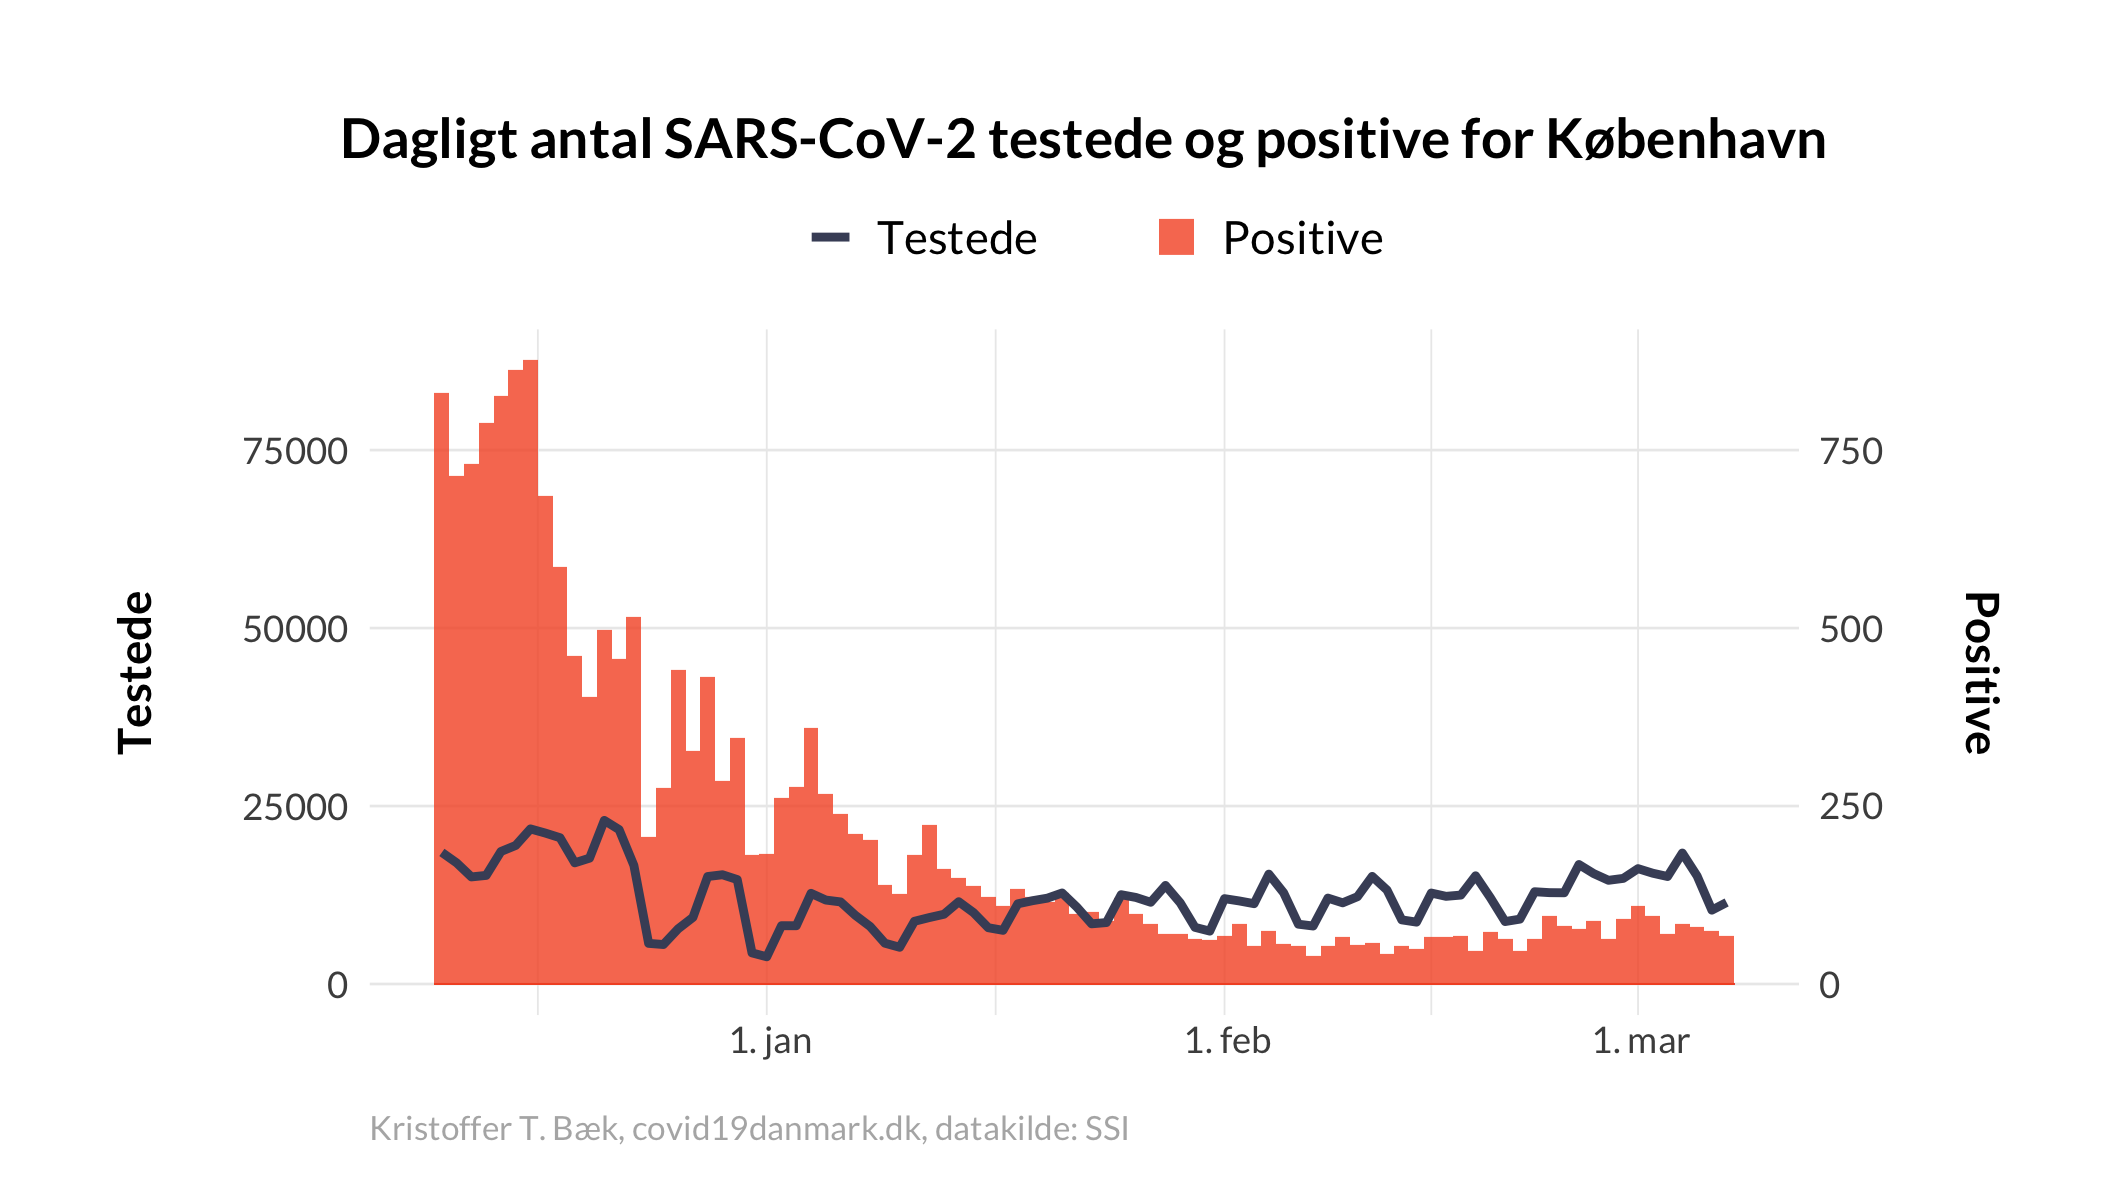 Dagligt antal SARS-CoV-2 testede og positive for København
Testede
Positive
75000
50000
25000
0
Testede
750
500
250
0
Positive
1. jan
1. feb
1. mar
Kristoffer T. Bæk, covid19danmark.dk, datakilde: SSI